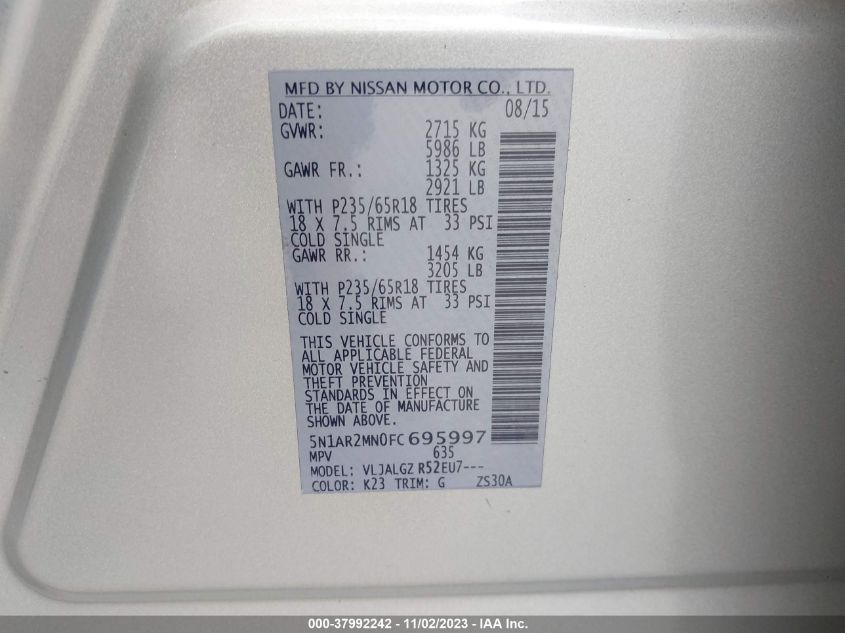 MFD BY NISSAN MOTOR CO., LTD.
DATE: 08/15
GVWR: 2715 KG
5986 LB
GAWR FR.: 1325 KG
2921 LB
WITH P235/65R18 TIRES
18 X 7.5 RIMS AT 33 PSI
COLD SINGLE
GAWR RR.: 1454 KG
3205 LB
WITH P235/65R18 TIRES
18 X 7.5 RIMS AT 33 PSI
COLD SINGLE
THIS VEHICLE CONFORMS TO
ALL APPLICABLE FEDERAL
MOTOR VEHICLE SAFETY AND
THEFT PREVENTION
STANDARDS IN EFFECT ON
THE DATE OF MANUFACTURE
SHOWN ABOVE.
5N1AR2MN0FC695997
MPV 635
MODEL: VLJALGZ R52EU7---
COLOR: K23 TRIM: G ZS30A
000-37992242 - 11/02/2023 - IAA Inc.